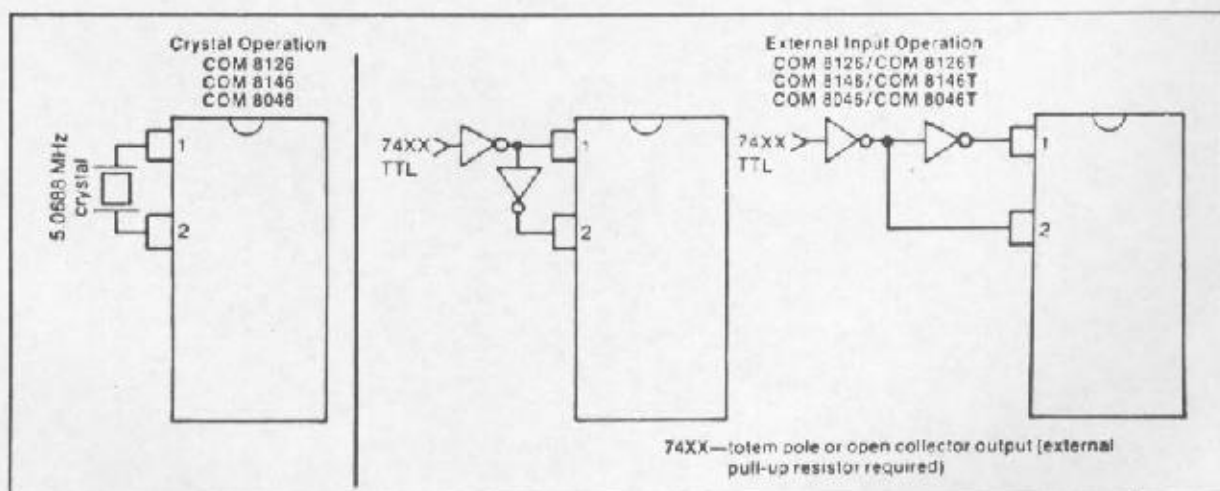 Crystal Operation
COM 8126
COM 8146
COM 8046
5.0688 MHz
crystal
1
2
External Input Operation
COM 8126/COM 8126T
COM 8146/COM 8146T
COM 8046/COM 8046T
74XX
TTL
1
2
74XX
TTL
1
2
74XX—totem pole or open collector output (external
pull-up resistor required)